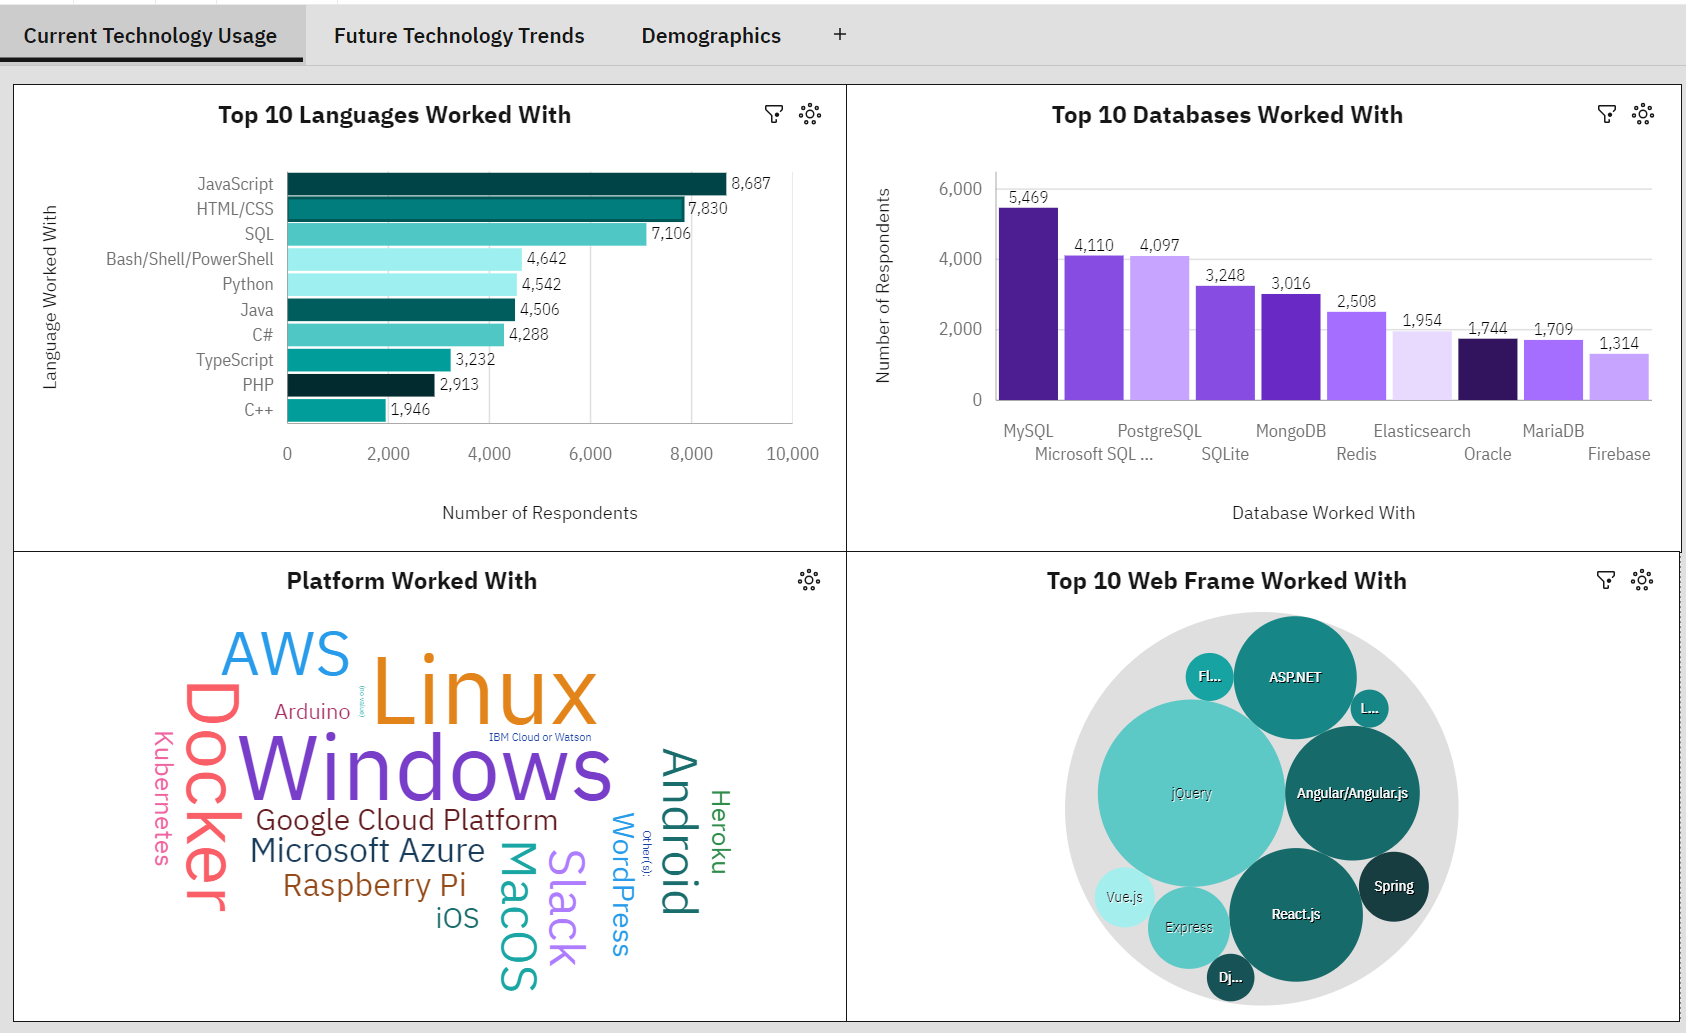 Current Technology Usage
Future Technology Trends
Demographics
+
Top 10 Languages Worked With
Language Worked With
JavaScript 8,687
HTML/CSS 7,830
SQL 7,106
Bash/Shell/PowerShell 4,642
Python 4,542
Java 4,506
C# 4,288
TypeScript 3,232
PHP 2,913
C++ 1,946
0 2,000 4,000 6,000 8,000 10,000
Number of Respondents
Top 10 Databases Worked With
Number of Respondents
6,000
4,000
2,000
0
5,469
4,110
4,097
3,248
3,016
2,508
1,954
1,744
1,709
1,314
MySQL
Microsoft SQL ...
PostgreSQL
SQLite
MongoDB
Redis
Elasticsearch
Oracle
MariaDB
Firebase
Database Worked With
Platform Worked With
AWS
Linux
Arduino
IBM Cloud or Watson
Docker
Kubernetes
Windows
Google Cloud Platform
Microsoft Azure
Raspberry Pi
iOS
MacOS
Slack
WordPress
Other(s):
Android
Heroku
Top 10 Web Frame Worked With
Fl...
ASP.NET
L...
jQuery
Angular/Angular.js
Vue.js
Express
React.js
Spring
Dj...